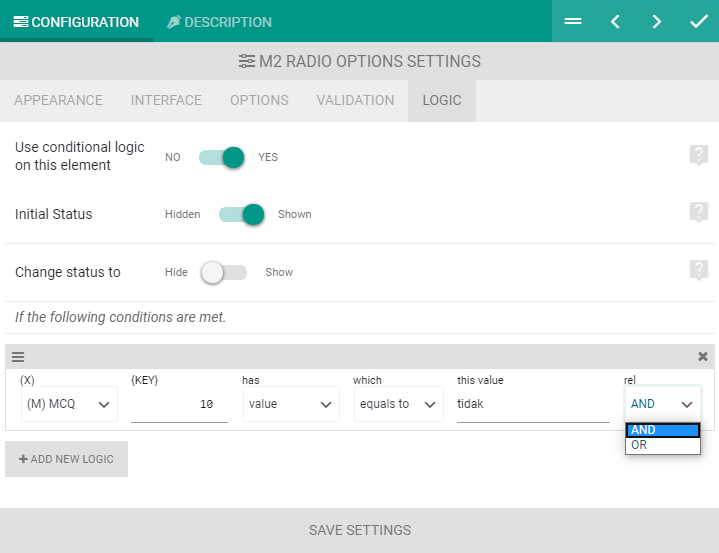 CONFIGURATION DESCRIPTION
M2 RADIO OPTIONS SETTINGS
APPEARANCE INTERFACE OPTIONS VALIDATION LOGIC
Use conditional logic
on this element
NO YES ?
Initial Status Hidden Shown ?
Change status to Hide Show ?
If the following conditions are met.
(X) {KEY} has which this value rel
(M) MCQ 10 value equals to tidak AND
AND
OR
+ ADD NEW LOGIC
SAVE SETTINGS